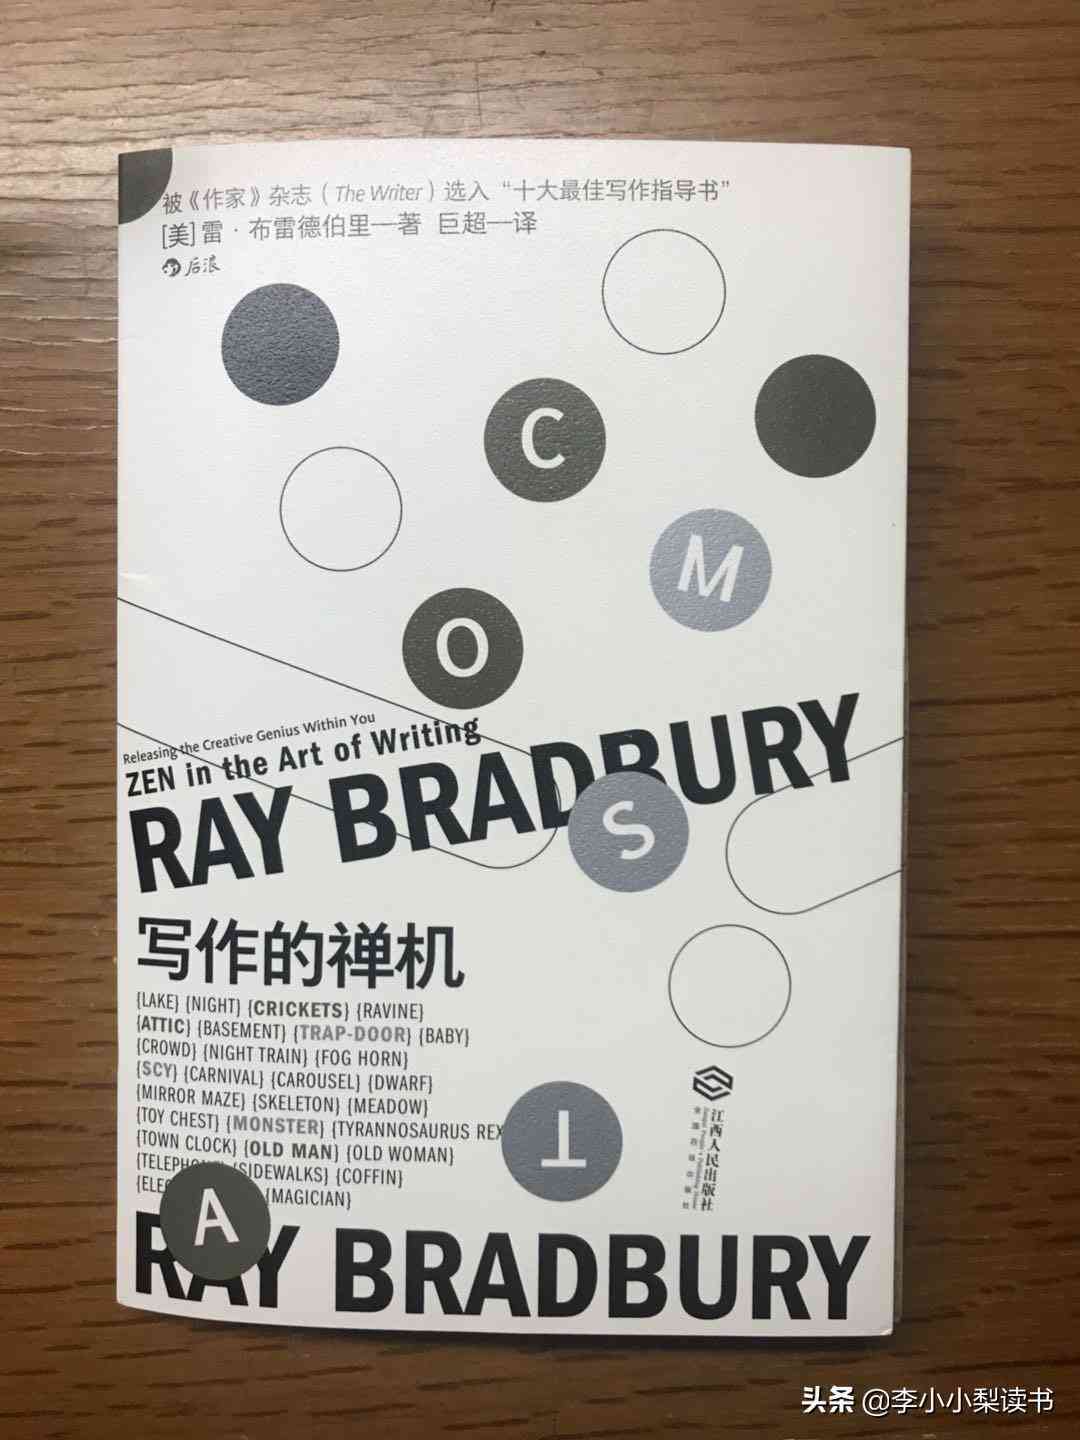 被《作家》杂志（The Writer）选入“十大最佳写作指导书”
[美]雷·布雷德伯里—著 巨超—译
后浪
C
M
O
Releasing the Creative Genius Within You
ZEN in the Art of Writing
RAY BRADBURY
S
写作的禅机
{LAKE} {NIGHT} {CRICKETS} {RAVINE}
{ATTIC} {BASEMENT} {TRAP-DOOR} {BABY}
{CROWD} {NIGHT TRAIN} {FOG HORN}
{SCY} {CARNIVAL} {CAROUSEL} {DWARF}
{MIRROR MAZE} {SKELETON} {MEADOW}
{TOY CHEST} {MONSTER} {TYRANNOSAURUS REX
{TOWN CLOCK} {OLD MAN} {OLD WOMAN}
{SIDEWALKS} {COFFIN}
{MAGICIAN}
T
江西人民出版社
A
RAY BRADBURY
头条 @李小小梨读书